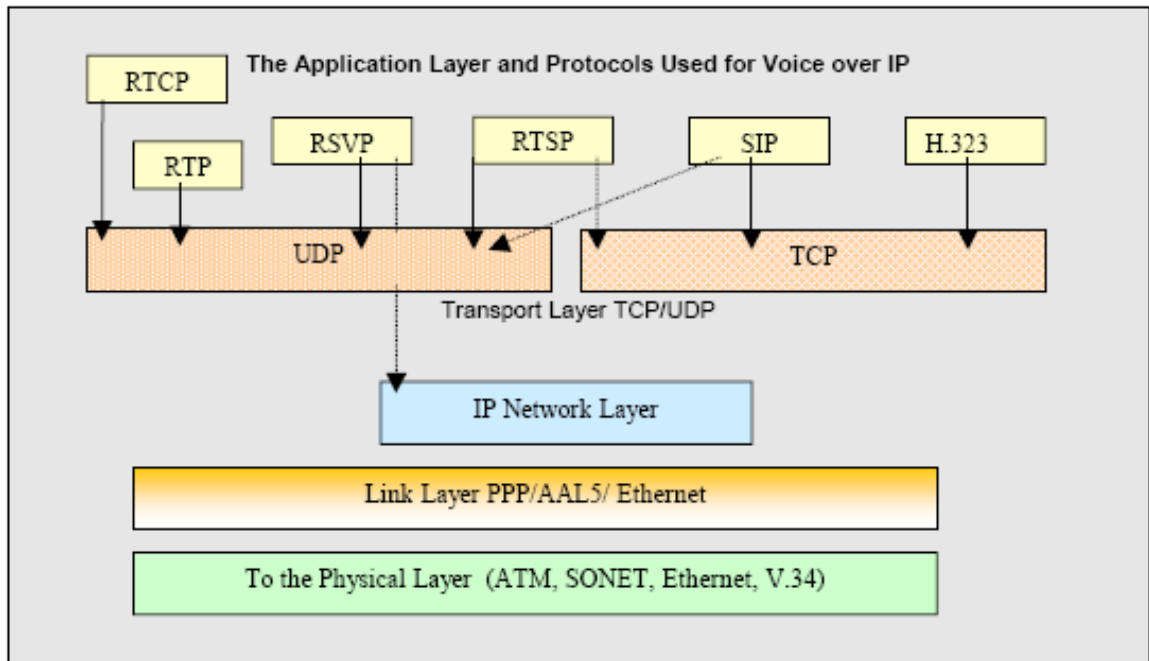 The Application Layer and Protocols Used for Voice over IP
RTCP
RTP
RSVP
RTSP
SIP
H.323
UDP
TCP
Transport Layer TCP/UDP
IP Network Layer
Link Layer PPP/AAL5/ Ethernet
To the Physical Layer (ATM, SONET, Ethernet, V.34)